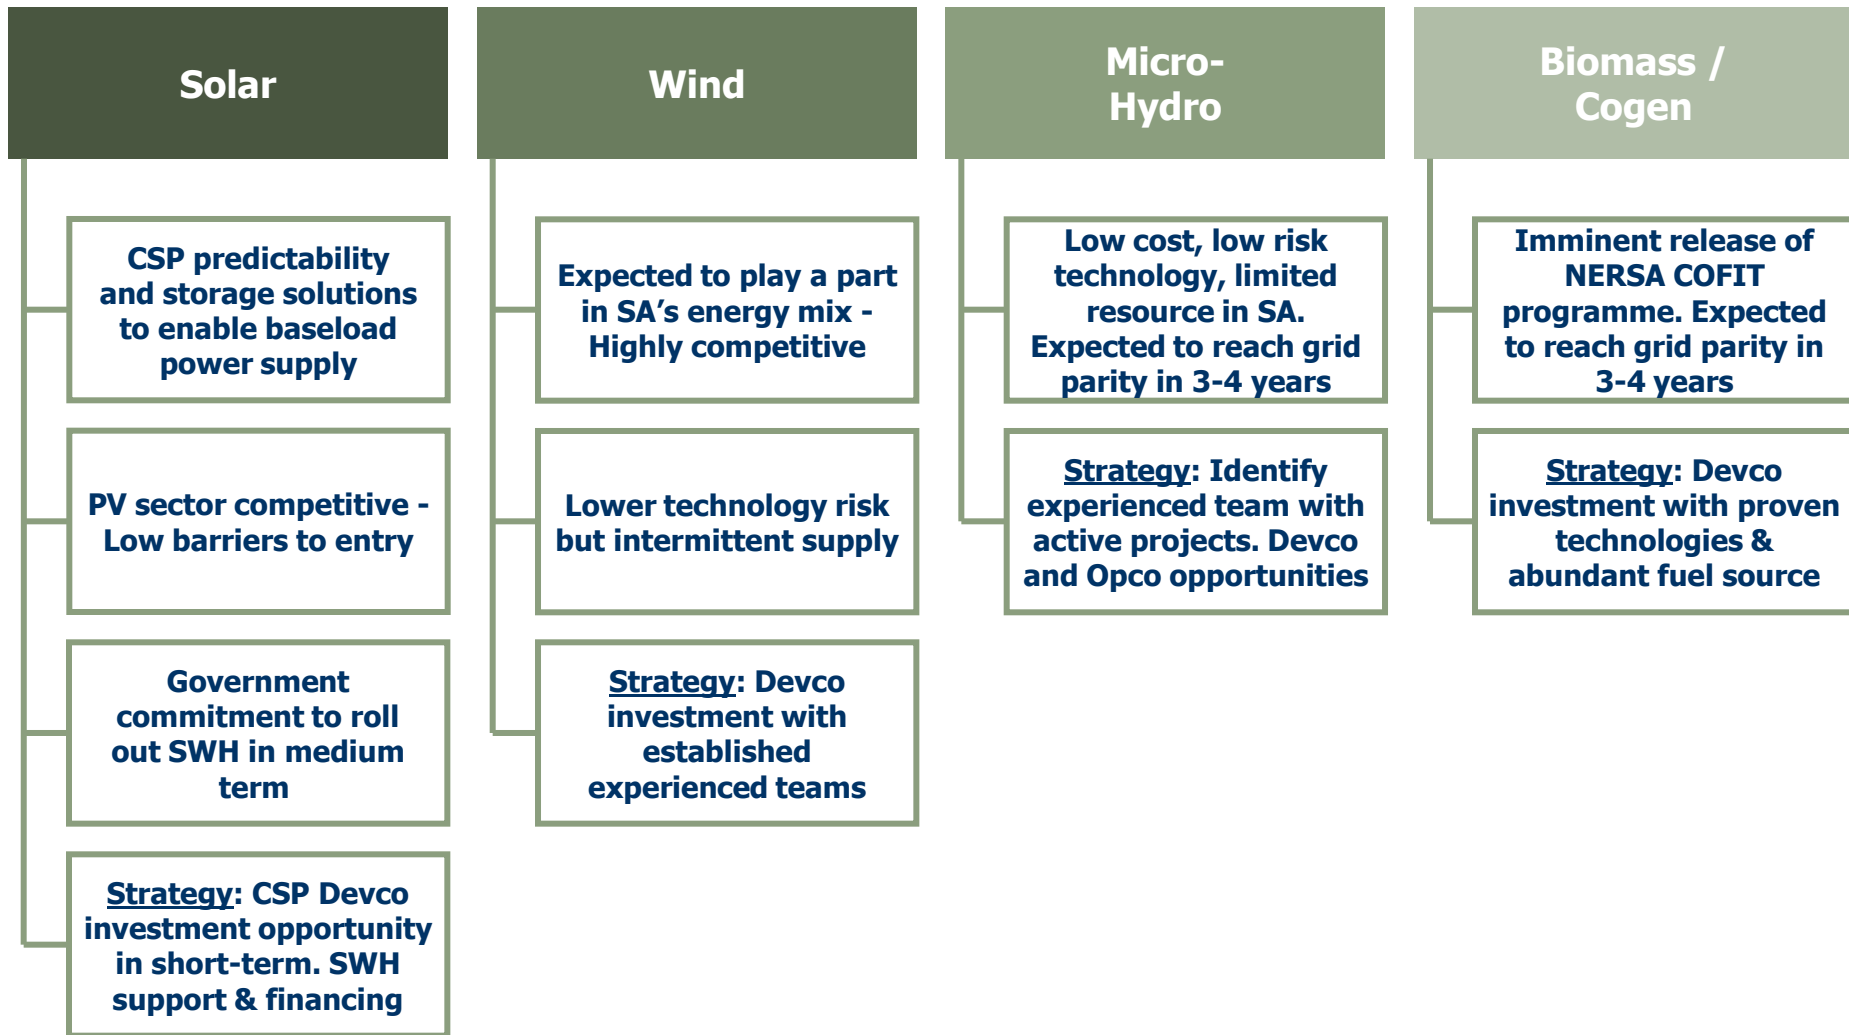 Solar
CSP predictability
and storage solutions
to enable baseload
power supply
PV sector competitive -
Low barriers to entry
Government
commitment to roll
out SWH in medium
term
Strategy: CSP Devco
investment opportunity
in short-term. SWH
support & financing
Wind
Expected to play a part
in SA’s energy mix -
Highly competitive
Lower technology risk
but intermittent supply
Strategy: Devco
investment with
established
experienced teams
Micro-
Hydro
Low cost, low risk
technology, limited
resource in SA.
Expected to reach grid
parity in 3-4 years
Strategy: Identify
experienced team with
active projects. Devco
and Opco opportunities
Biomass /
Cogen
Imminent release of
NERSA COFIT
programme. Expected
to reach grid parity in
3-4 years
Strategy: Devco
investment with proven
technologies &
abundant fuel source